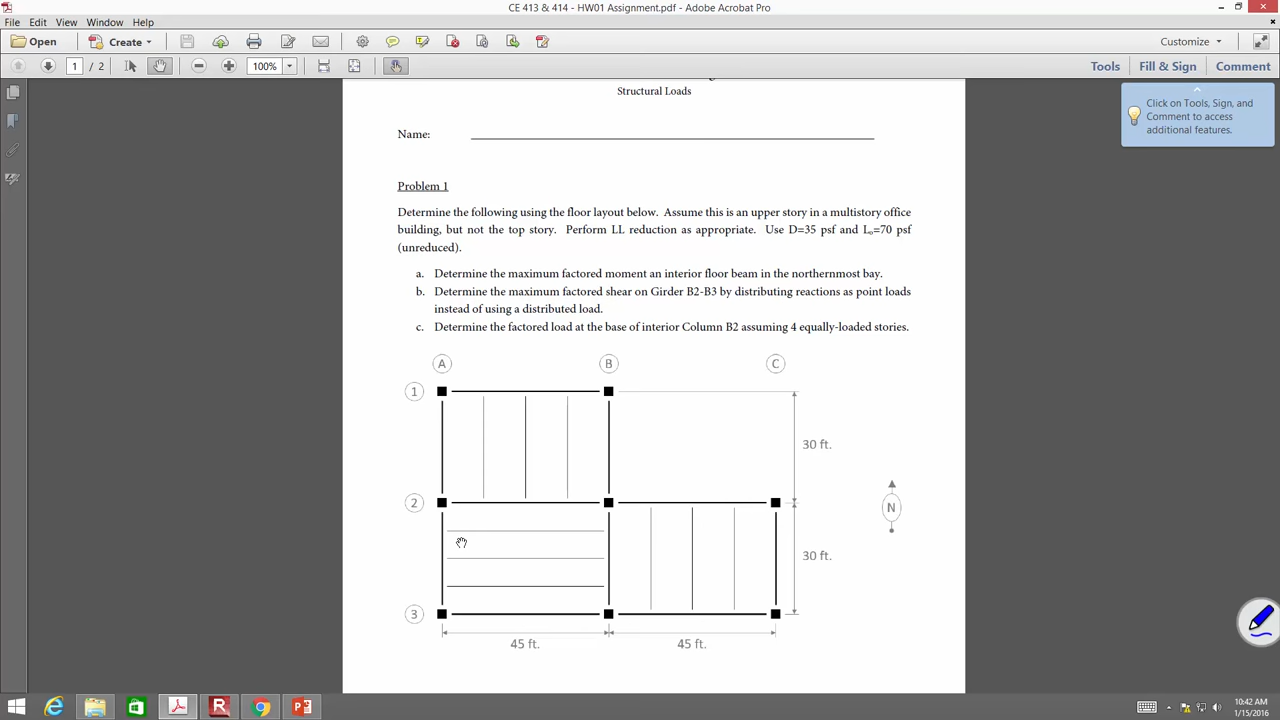 CE 413 & 414 - HW01 Assignment.pdf - Adobe Acrobat Pro
File Edit View Window Help
Open Create Customize
1 / 2 100% Tools Fill & Sign Comment
Click on Tools, Sign, and
Comment to access
additional features.
Structural Loads
Name:
Problem 1
Determine the following using the floor layout below. Assume this is an upper story in a multistory office
building, but not the top story. Perform LL reduction as appropriate. Use D=35 psf and Lo=70 psf
(unreduced).
a. Determine the maximum factored moment an interior floor beam in the northernmost bay.
b. Determine the maximum factored shear on Girder B2-B3 by distributing reactions as point loads
instead of using a distributed load.
c. Determine the factored load at the base of interior Column B2 assuming 4 equally-loaded stories.
A B C
1
30 ft.
2
N
30 ft.
3
45 ft. 45 ft.
10:42 AM
1/15/2016